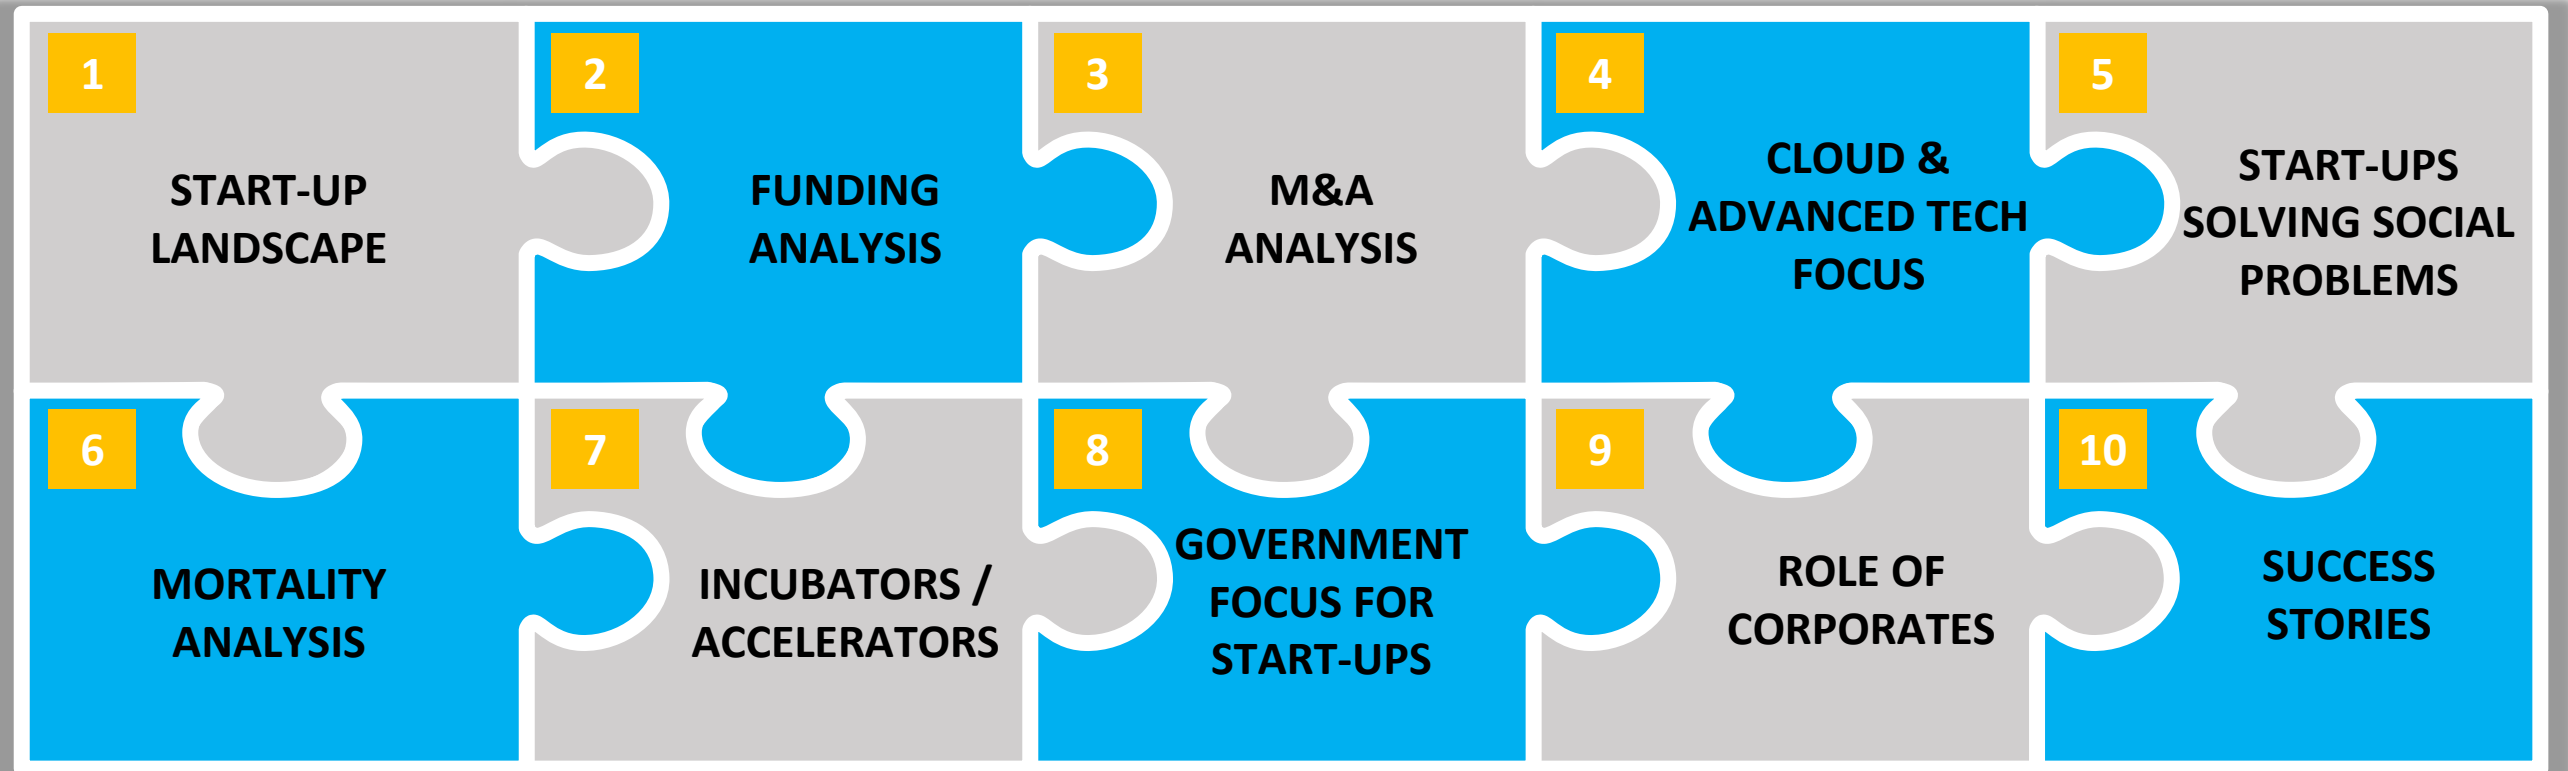 1
START-UP
LANDSCAPE
2
FUNDING
ANALYSIS
3
M&A
ANALYSIS
4
CLOUD &
ADVANCED TECH
FOCUS
5
START-UPS
SOLVING SOCIAL
PROBLEMS
6
MORTALITY
ANALYSIS
7
INCUBATORS /
ACCELERATORS
8
GOVERNMENT
FOCUS FOR
START-UPS
9
ROLE OF
CORPORATES
10
SUCCESS
STORIES